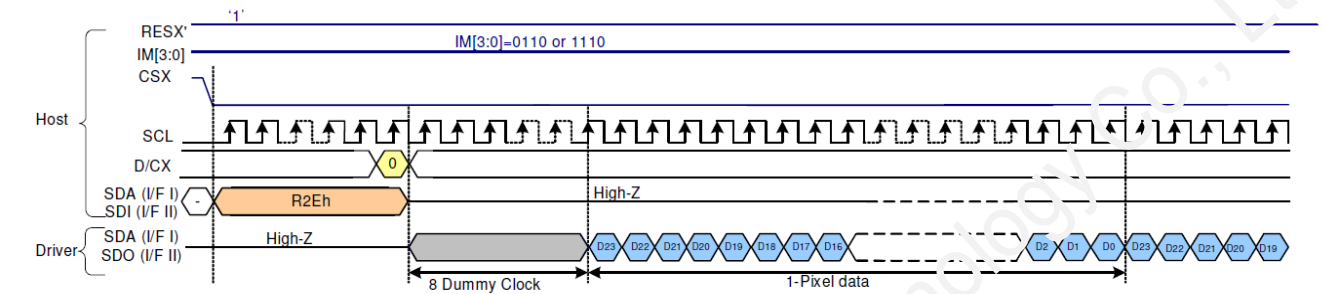 '1'
RESX'
IM[3:0]
IM[3:0]=0110 or 1110
CSX
Host
SCL
D/CX
0
SDA (I/F I)
SDI (I/F II)
-
R2Eh
High-Z
Driver
SDA (I/F I)
SDO (I/F II)
High-Z
D23 D22 D21 D20 D19 D18 D17 D16 D2 D1 D0 D23 D22 D21 D20 D19
8 Dummy Clock
1-Pixel data
nology Co., L